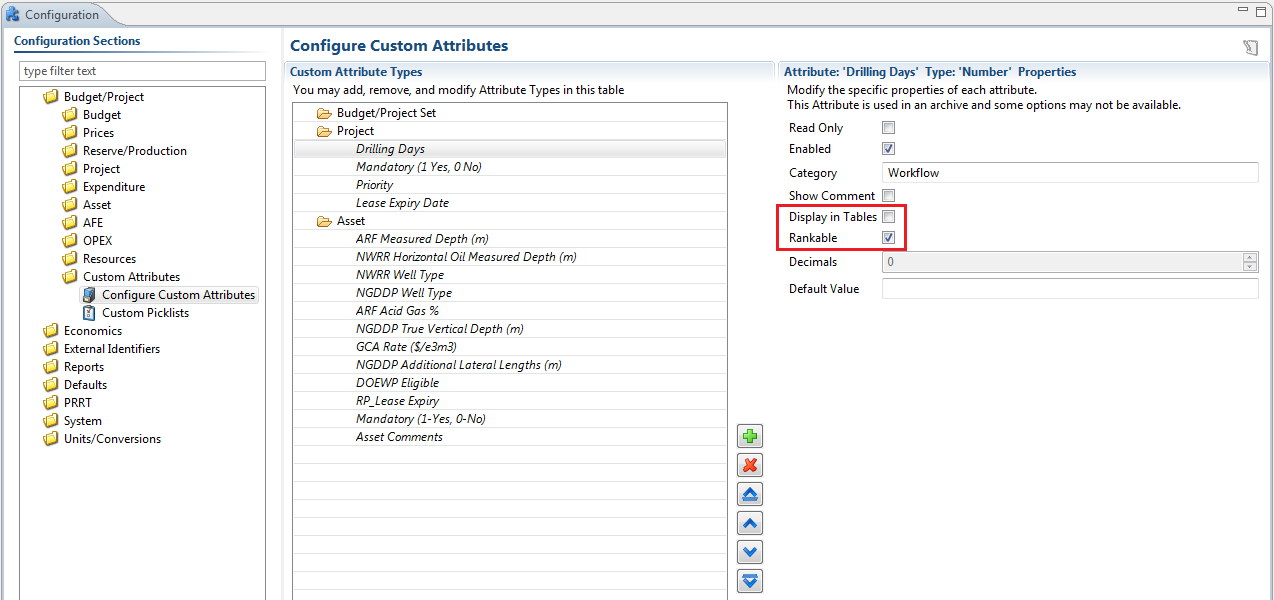 Configuration
Configuration Sections
type filter text
Budget/Project
Budget
Prices
Reserve/Production
Project
Expenditure
Asset
AFE
OPEX
Resources
Custom Attributes
Configure Custom Attributes
Custom Picklists
Economics
External Identifiers
Reports
Defaults
PRRT
System
Units/Conversions
Configure Custom Attributes
Custom Attribute Types
You may add, remove, and modify Attribute Types in this table
Budget/Project Set
Project
Drilling Days
Mandatory (1 Yes, 0 No)
Priority
Lease Expiry Date
Asset
ARF Measured Depth (m)
NWRR Horizontal Oil Measured Depth (m)
NWRR Well Type
NGDDP Well Type
ARF Acid Gas %
NGDDP True Vertical Depth (m)
GCA Rate ($/e3m3)
NGDDP Additional Lateral Lengths (m)
DOEWP Eligible
RP_Lease Expiry
Mandatory (1-Yes, 0-No)
Asset Comments
Attribute: 'Drilling Days' Type: 'Number' Properties
Modify the specific properties of each attribute.
This Attribute is used in an archive and some options may not be available.
Read Only
Enabled
Category Workflow
Show Comment
Display in Tables
Rankable
Decimals 0
Default Value